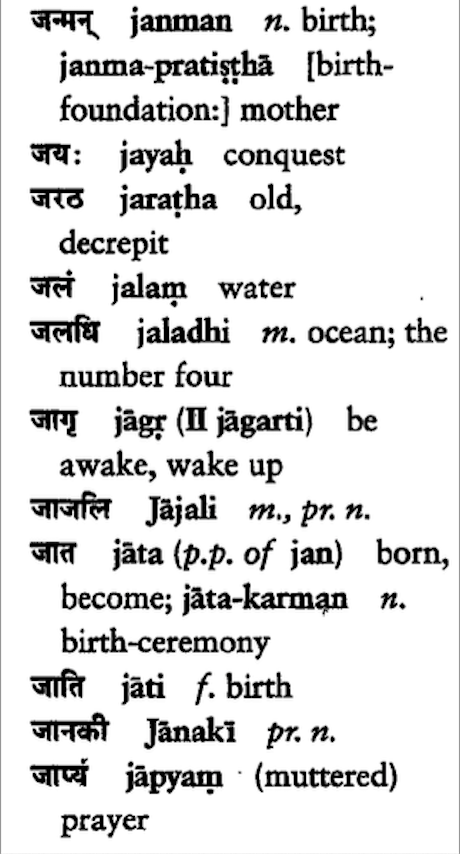 जन्मन् janman n. birth;
janma-pratiṣṭhā [birth-
foundation:] mother
जयः jayaḥ conquest
जरठ jaraṭha old,
decrepit
जलं jalaṃ water
जलधि jaladhi m. ocean; the
number four
जागृ jāgṛ (II jāgarti) be
awake, wake up
जाजलि Jājali m., pr. n.
जात jāta (p.p. of jan) born,
become; jāta-karman n.
birth-ceremony
जाति jāti f. birth
जानकी Jānakī pr. n.
जाप्यं jāpyaṃ (muttered)
prayer